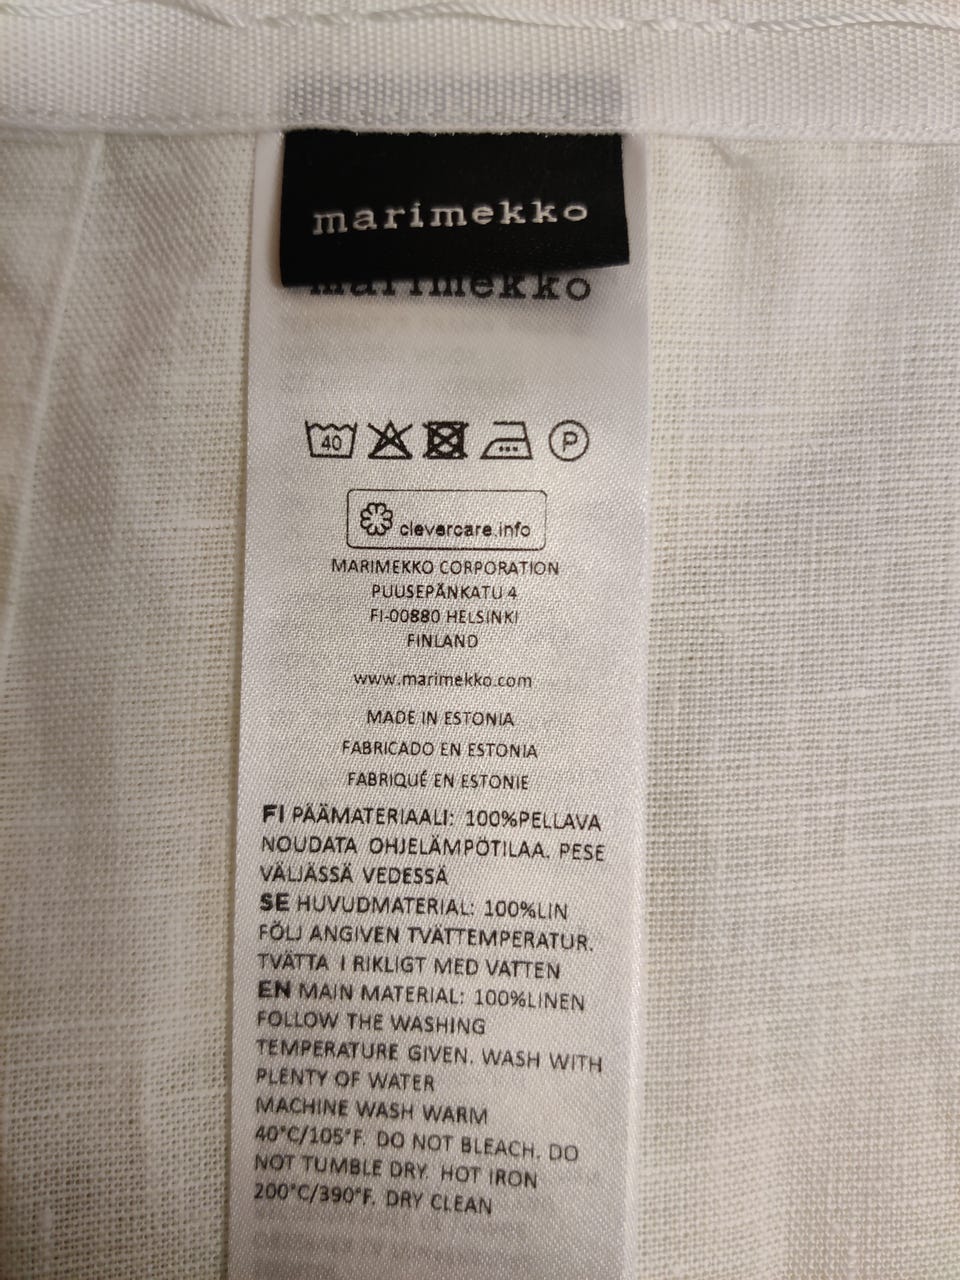 marimekko
marimekko
40 P
clevercare.info
MARIMEKKO CORPORATION
PUUSEPÄNKATU 4
FI-00880 HELSINKI
FINLAND
www.marimekko.com
MADE IN ESTONIA
FABRICADO EN ESTONIA
FABRIQUÉ EN ESTONIE
FI PÄÄMATERIAALI: 100%PELLAVA
NOUDATA OHJELÄMPÖTILAA. PESE
VÄLJÄSSÄ VEDESSÄ
SE HUVUDMATERIAL: 100%LIN
FÖLJ ANGIVEN TVÄTTEMPERATUR.
TVÄTTA I RIKLIGT MED VATTEN
EN MAIN MATERIAL: 100%LINEN
FOLLOW THE WASHING
TEMPERATURE GIVEN. WASH WITH
PLENTY OF WATER
MACHINE WASH WARM
40°C/105°F. DO NOT BLEACH. DO
NOT TUMBLE DRY. HOT IRON
200°C/390°F. DRY CLEAN